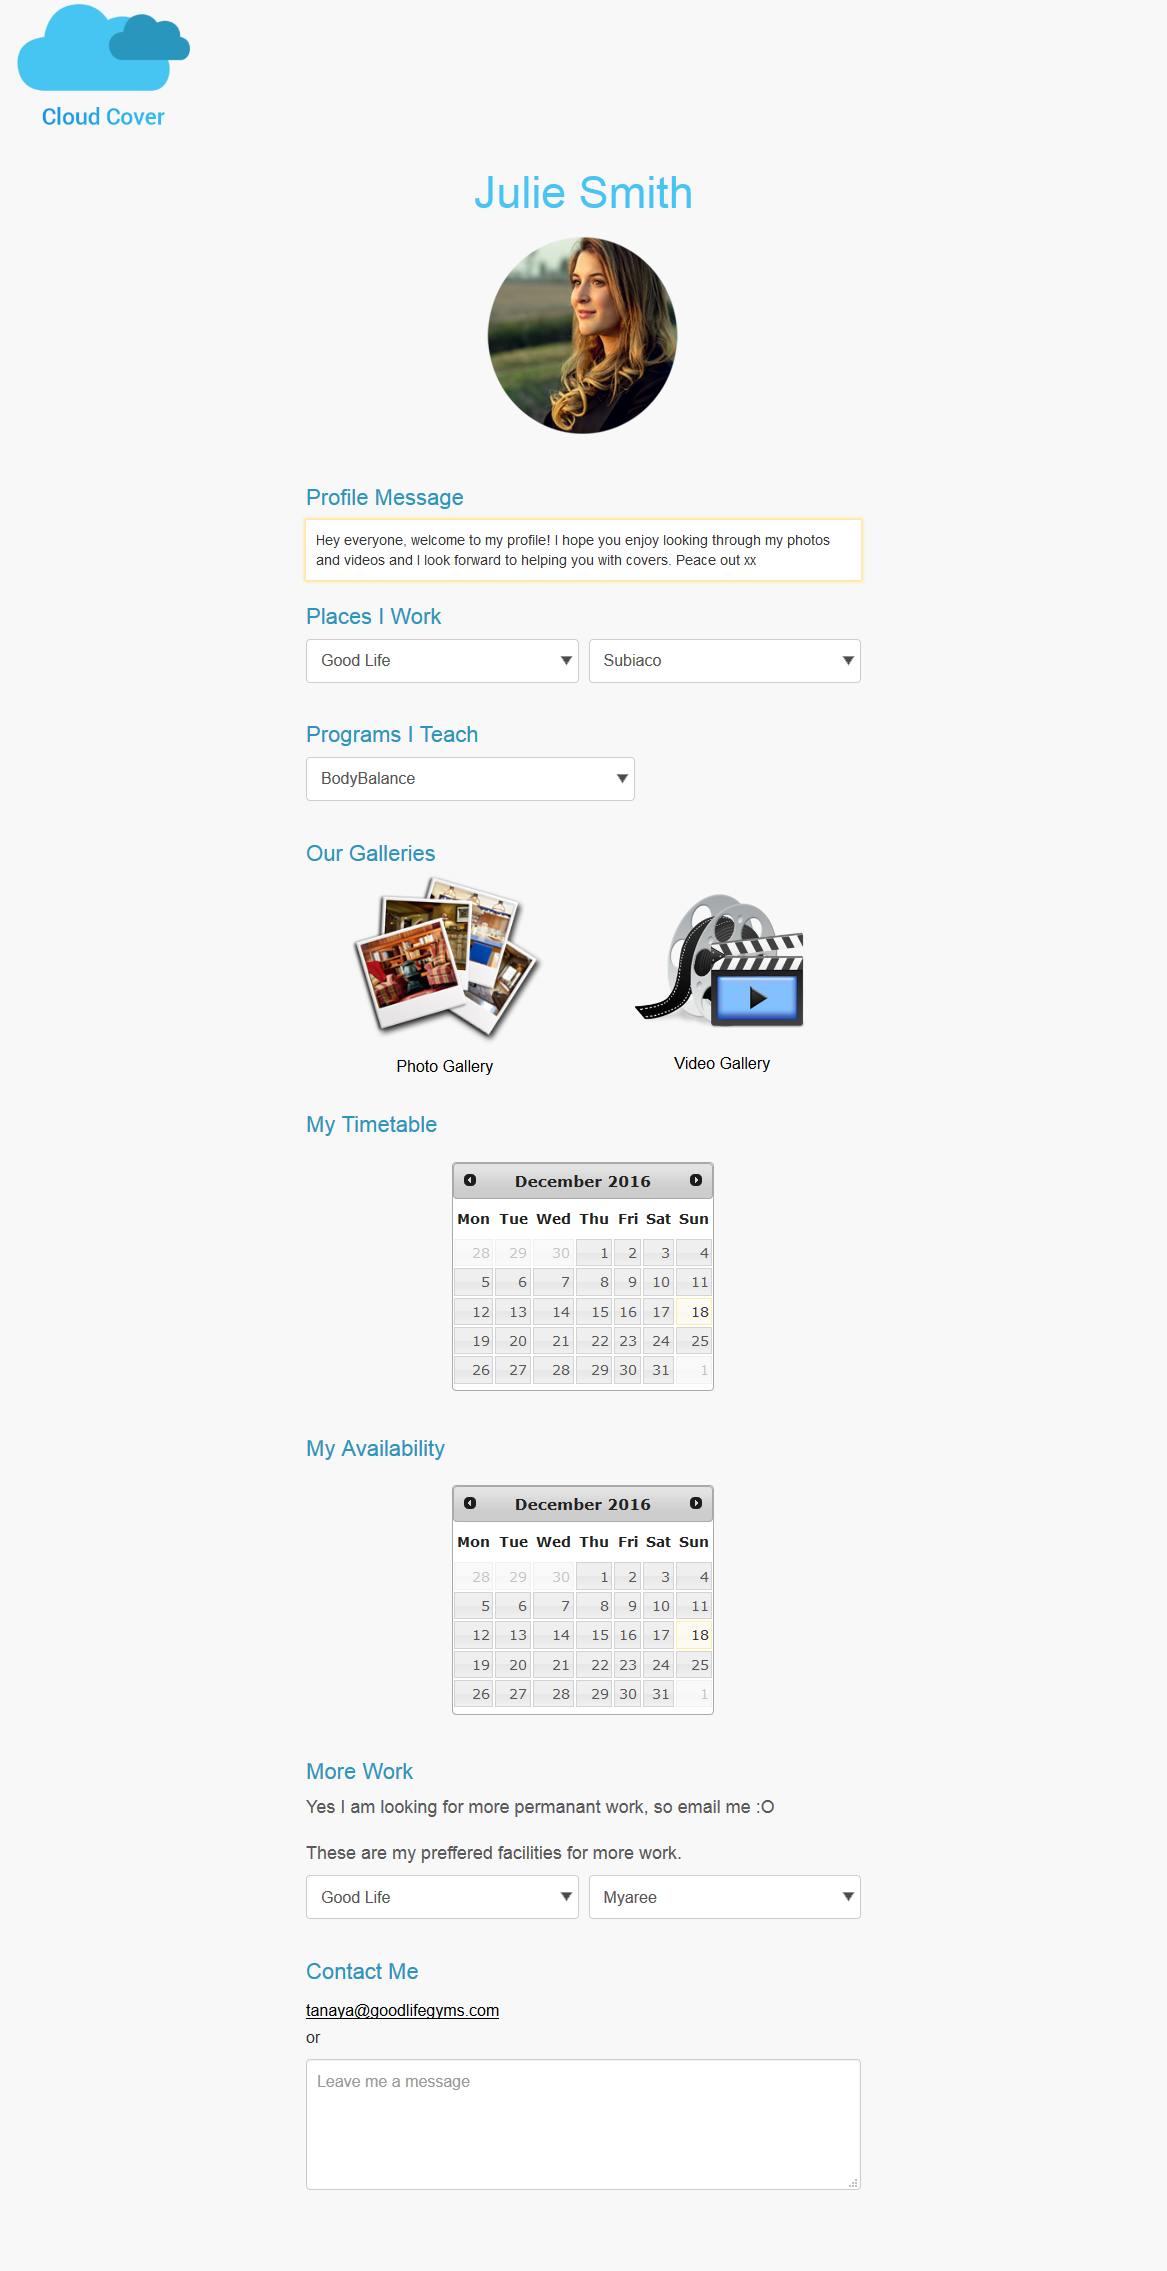 Cloud Cover
Julie Smith
Profile Message
Hey everyone, welcome to my profile! I hope you enjoy looking through my photos
and videos and I look forward to helping you with covers. Peace out xx
Places I Work
Good Life Subiaco
Programs I Teach
BodyBalance
Our Galleries
Photo Gallery Video Gallery
My Timetable
December 2016
Mon Tue Wed Thu Fri Sat Sun
28 29 30 1 2 3 4
5 6 7 8 9 10 11
12 13 14 15 16 17 18
19 20 21 22 23 24 25
26 27 28 29 30 31 1
My Availability
December 2016
Mon Tue Wed Thu Fri Sat Sun
28 29 30 1 2 3 4
5 6 7 8 9 10 11
12 13 14 15 16 17 18
19 20 21 22 23 24 25
26 27 28 29 30 31 1
More Work
Yes I am looking for more permanant work, so email me :O
These are my preffered facilities for more work.
Good Life Myaree
Contact Me
tanaya@goodlifegyms.com
or
Leave me a message